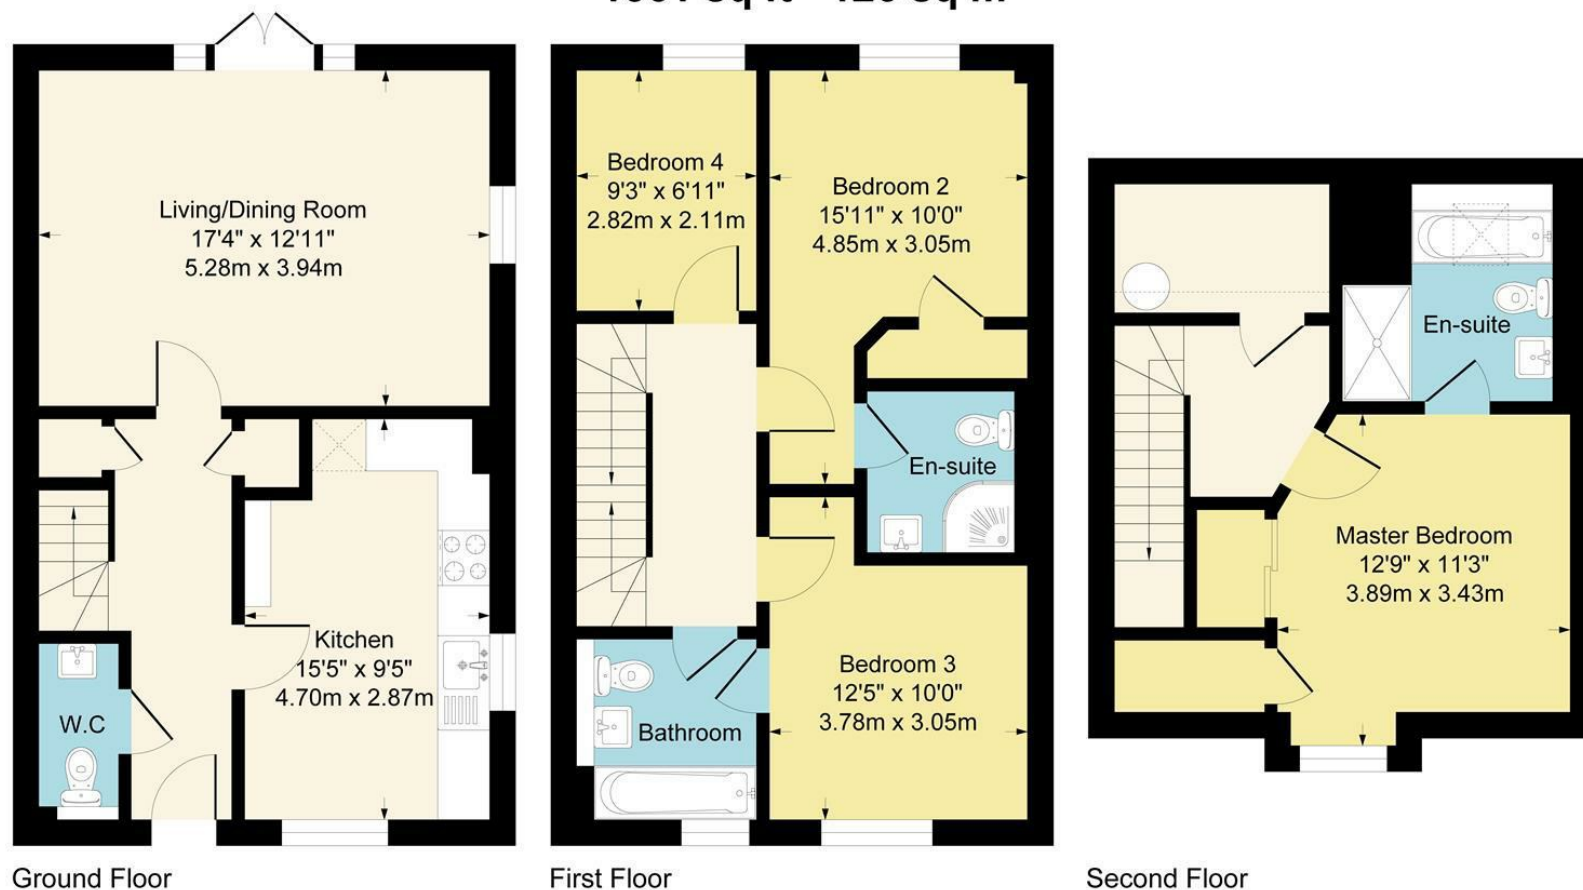 Living/Dining Room
17'4" x 12'11"
5.28m x 3.94m
Kitchen
15'5" x 9'5"
4.70m x 2.87m
W.C
Ground Floor
Bedroom 4
9'3" x 6'11"
2.82m x 2.11m
Bedroom 2
15'11" x 10'0"
4.85m x 3.05m
En-suite
Bedroom 3
12'5" x 10'0"
3.78m x 3.05m
Bathroom
First Floor
En-suite
Master Bedroom
12'9" x 11'3"
3.89m x 3.43m
Second Floor